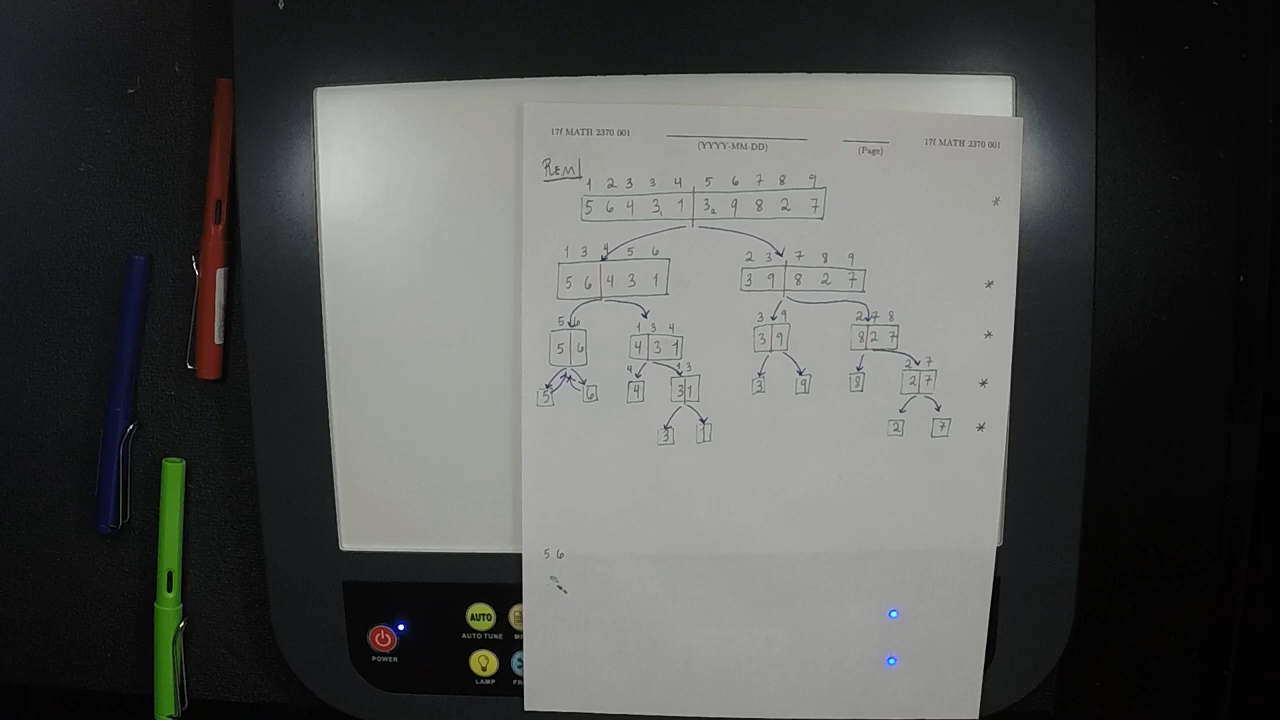 17f MATH 2370 001 (YYYY-MM-DD) (Page) 17f MATH 2370 001
REM
1 2 3 3 4 5 6 7 8 9
5 6 4 3₁ 1 3₂ 9 8 2 7 *
1 3 4 5 6 2 3 7 8 9
5 6 4 3 1 3 9 8 2 7 *
5 6 1 3 4 3 9 2 7 8
5 6 4 3 1 3 9 8 2 7 *
4 1 3 2 7
5 6 4 3 1 3 9 8 2 7 *
3 1 2 7 *
5 6
POWER
AUTO
AUTO TUNE
LAMP